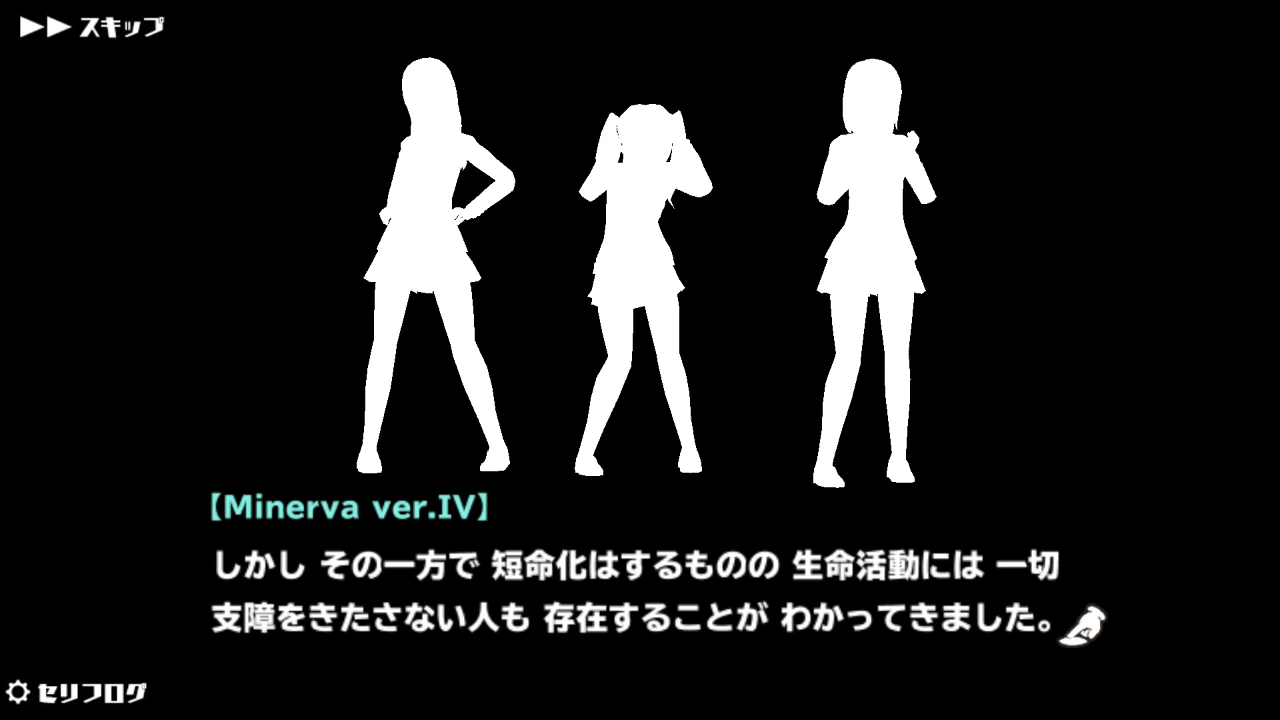 スキップ
【Minerva ver.IV】
しかし その一方で 短命化はするものの 生命活動には 一切
支障をきたさない人も 存在することが わかってきました。
セリフログ